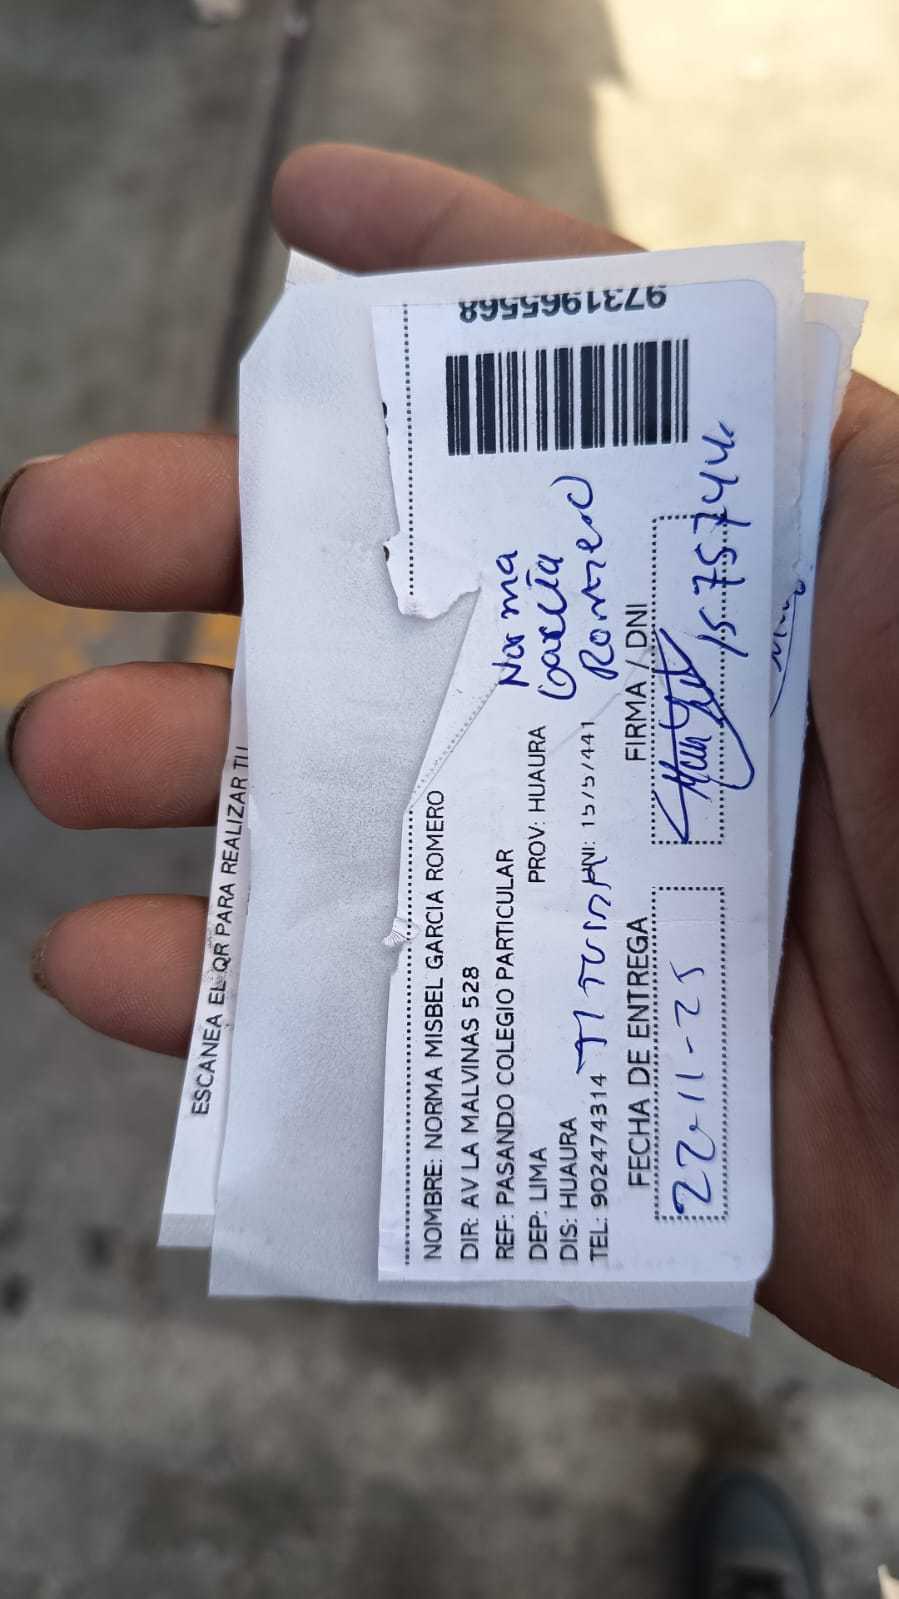 9731965568
NOMBRE: NORMA MISBEL GARCIA ROMERO
DIR: AV LA MALVINAS 528
REF: PASANDO COLEGIO PARTICULAR
DEP: LIMA PROV: HUAURA
DIS: HUAURA
TEL: 902474314
Norma
García
Romero
TITULAR
FECHA DE ENTREGA
22-11-25
FIRMA / DNI
ESCANEA EL QR PARA REALIZAR TU